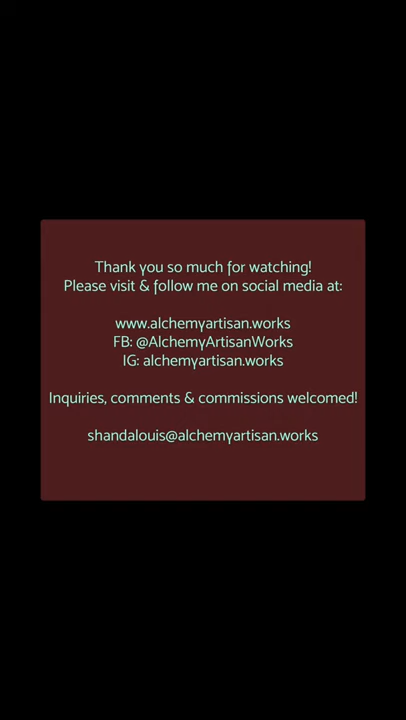 Thank you so much for watching!
Please visit & follow me on social media at:
www.alchemyartisan.works
FB: @AlchemyArtisanWorks
IG: alchemyartisan.works
Inquiries, comments & commissions welcomed!
shandalouis@alchemyartisan.works